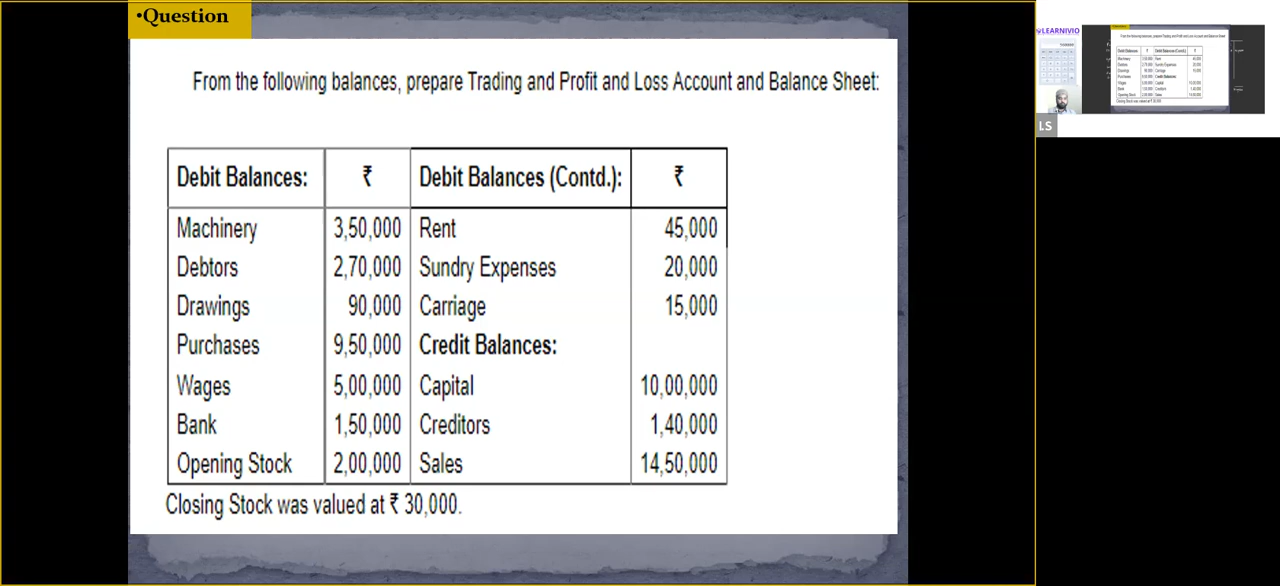 •Question
From the following balances, prepare Trading and Profit and Loss Account and Balance Sheet:
Debit Balances: ₹ Debit Balances (Contd.): ₹
Machinery 3,50,000 Rent 45,000
Debtors 2,70,000 Sundry Expenses 20,000
Drawings 90,000 Carriage 15,000
Purchases 9,50,000 Credit Balances:
Wages 5,00,000 Capital 10,00,000
Bank 1,50,000 Creditors 1,40,000
Opening Stock 2,00,000 Sales 14,50,000
Closing Stock was valued at ₹ 30,000.
LEARNIVIO
LS